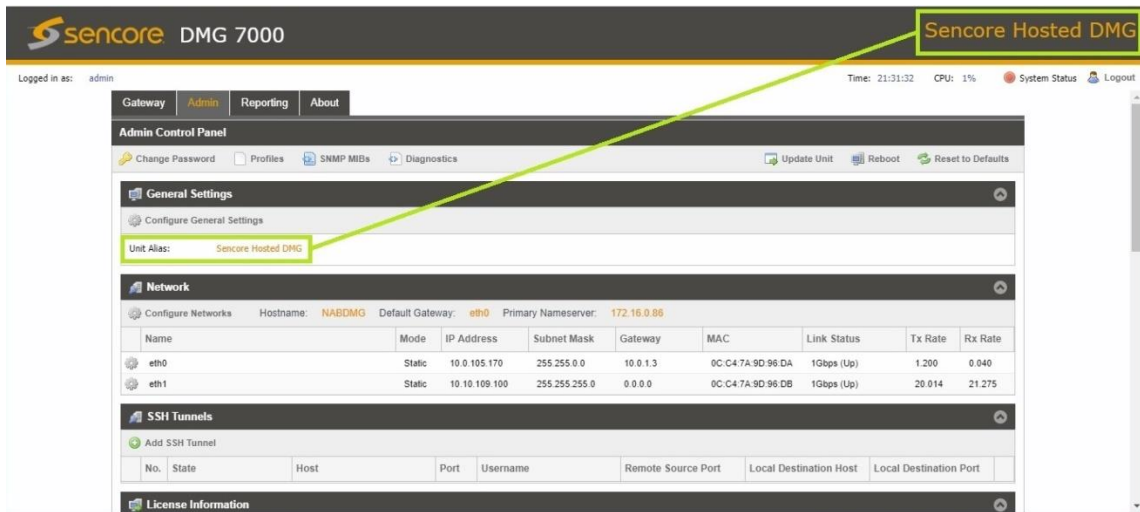 sencore DMG 7000
Sencore Hosted DMG
Logged in as: admin
Time: 21:31:32 CPU: 1% System Status Logout
Gateway Admin Reporting About
Admin Control Panel
Change Password Profiles SNMP MIBs Diagnostics Update Unit Reboot Reset to Defaults
General Settings
Configure General Settings
Unit Alias: Sencore Hosted DMG
Network
Configure Networks Hostname: NABDMG Default Gateway: eth0 Primary Nameserver: 172.16.0.86
Name Mode IP Address Subnet Mask Gateway MAC Link Status Tx Rate Rx Rate
eth0 Static 10.0.105.170 255.255.0.0 10.0.1.3 0C:C4:7A:9D:96:DA 1Gbps (Up) 1.200 0.040
eth1 Static 10.10.109.100 255.255.255.0 0.0.0.0 0C:C4:7A:9D:96:DB 1Gbps (Up) 20.014 21.275
SSH Tunnels
Add SSH Tunnel
No. State Host Port Username Remote Source Port Local Destination Host Local Destination Port
License Information